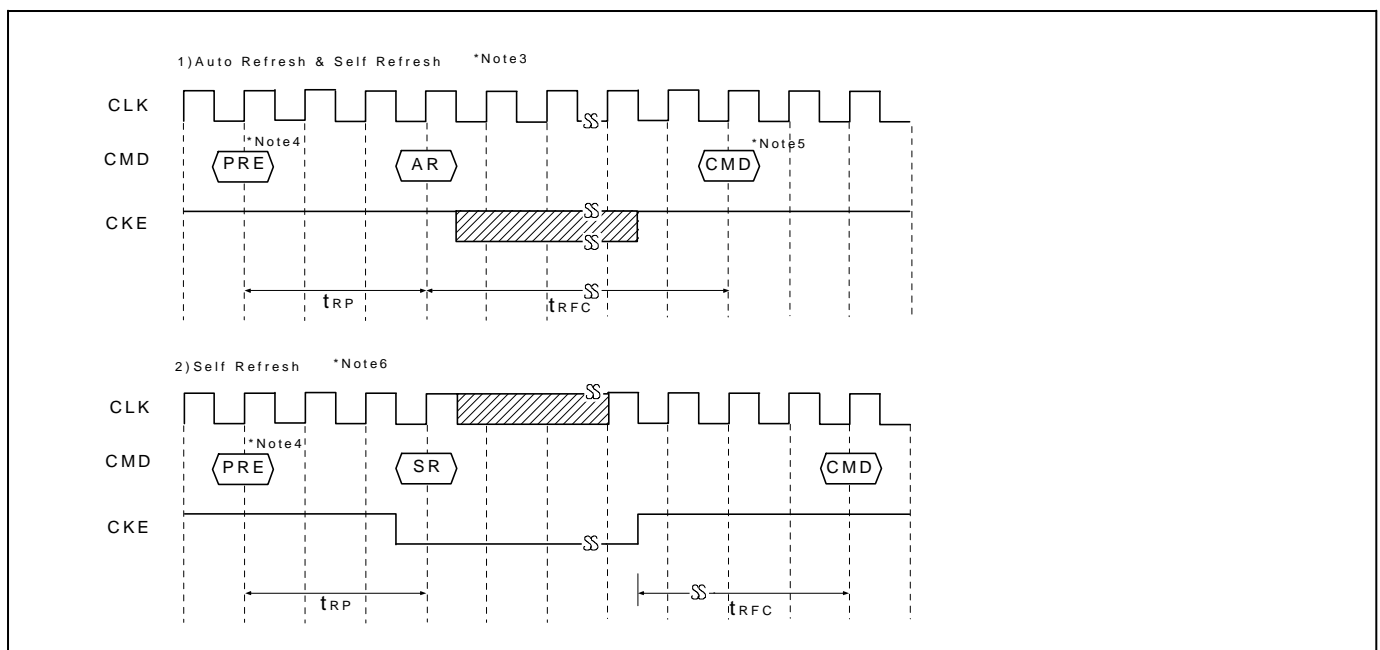 1)Auto Refresh & Self Refresh *Note3
CLK
CMD PRE *Note4 AR CMD *Note5
CKE
tRP tRFC
2)Self Refresh *Note6
CLK
CMD PRE *Note4 SR CMD
CKE
tRP tRFC